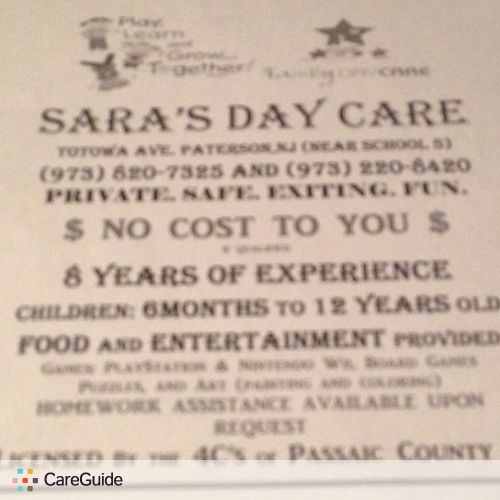 Play,
Learn
and
Grow...
Together!
Family DAYCARE
SARA'S DAY CARE
TOTOWA AVE. PATERSON,NJ (NEAR SCHOOL 5)
(973) 820-7325 AND (973) 220-8420
PRIVATE. SAFE. EXITING. FUN.
$ NO COST TO YOU $
8 YEARS OF EXPERIENCE
CHILDREN: 6MONTHS TO 12 YEARS OLD
FOOD AND ENTERTAINMENT PROVIDED
GAMES: PLAYSTATION & NINTENDO WII, BOARD GAMES
PUZZLES, AND ART (PAINTING AND COLORING)
HOMEWORK ASSISTANCE AVAILABLE UPON
REQUEST
LICENSED BY THE 4C'S OF PASSAIC COUNTY
CareGuide